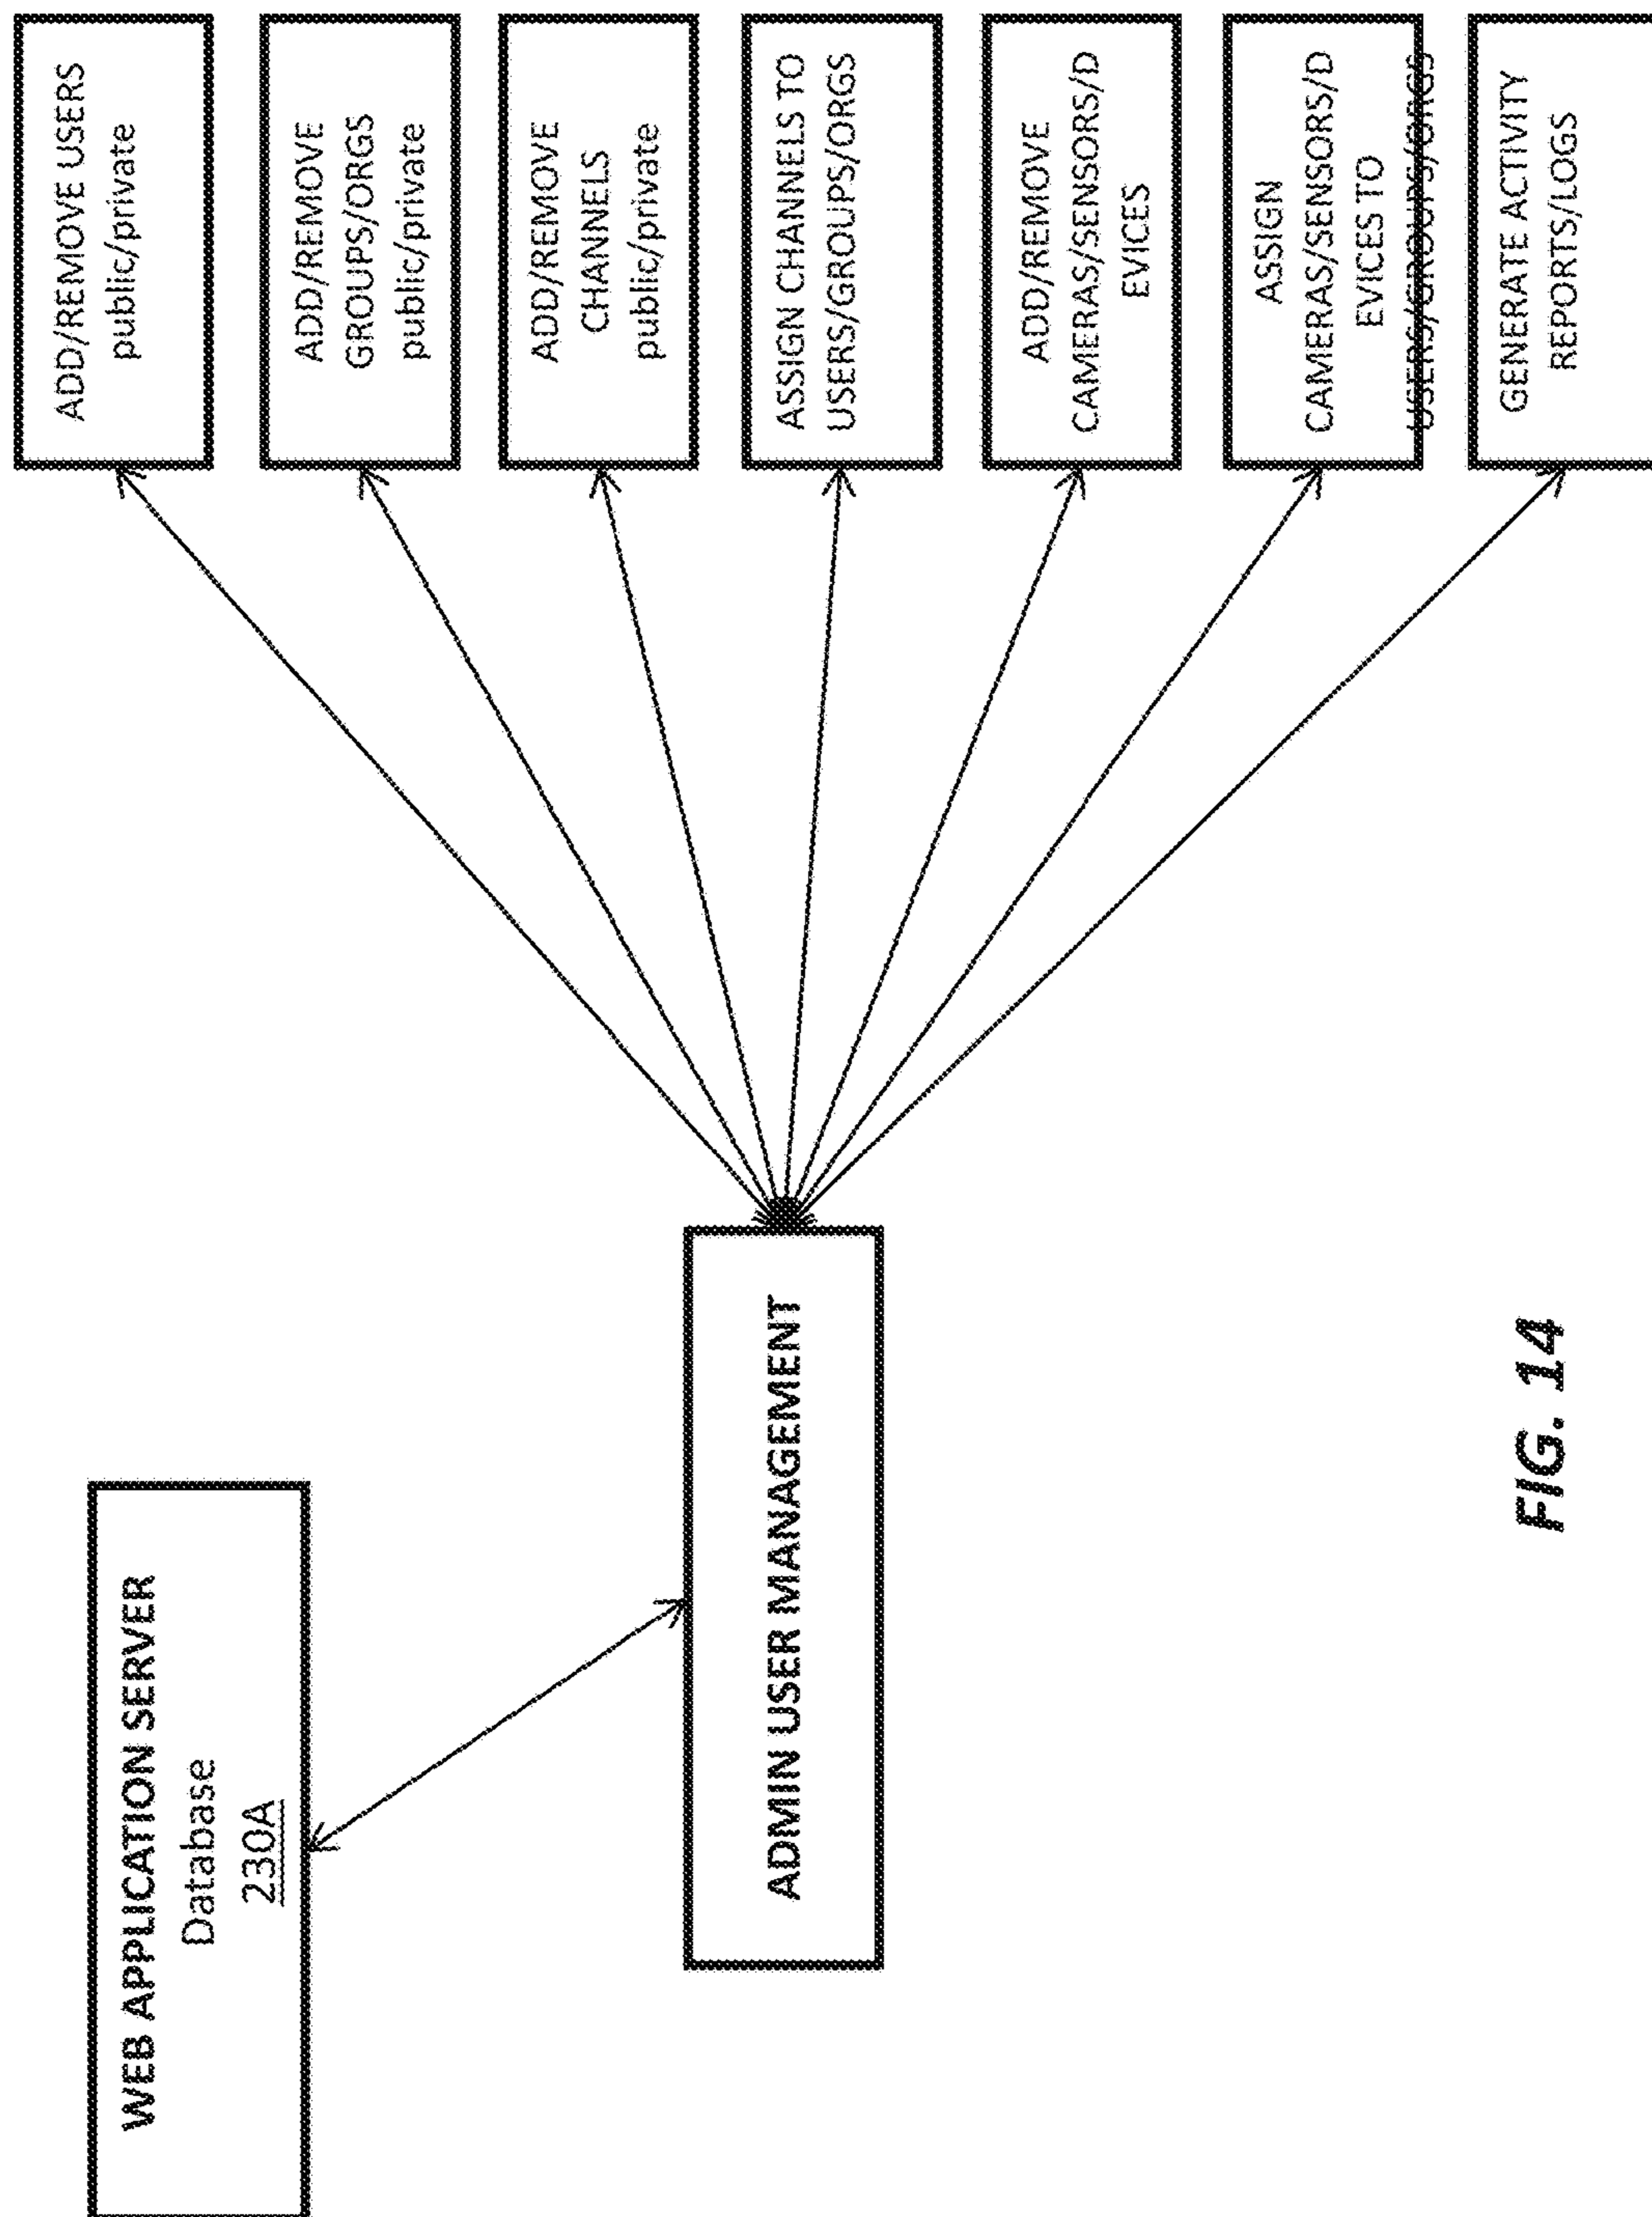 WEB APPLICATION SERVER
Database
230A
ADMIN USER MANAGEMENT
ADD/REMOVE USERS
public/private
ADD/REMOVE
GROUPS/ORGS
public/private
ADD/REMOVE
CHANNELS
public/private
ASSIGN CHANNELS TO
USERS/GROUPS/ORGS
ADD/REMOVE
CAMERAS/SENSORS/D
EVICES
ASSIGN
CAMERAS/SENSORS/D
EVICES TO
USERS/GROUPS/ORGS
GENERATE ACTIVITY
REPORTS/LOGS
FIG. 14